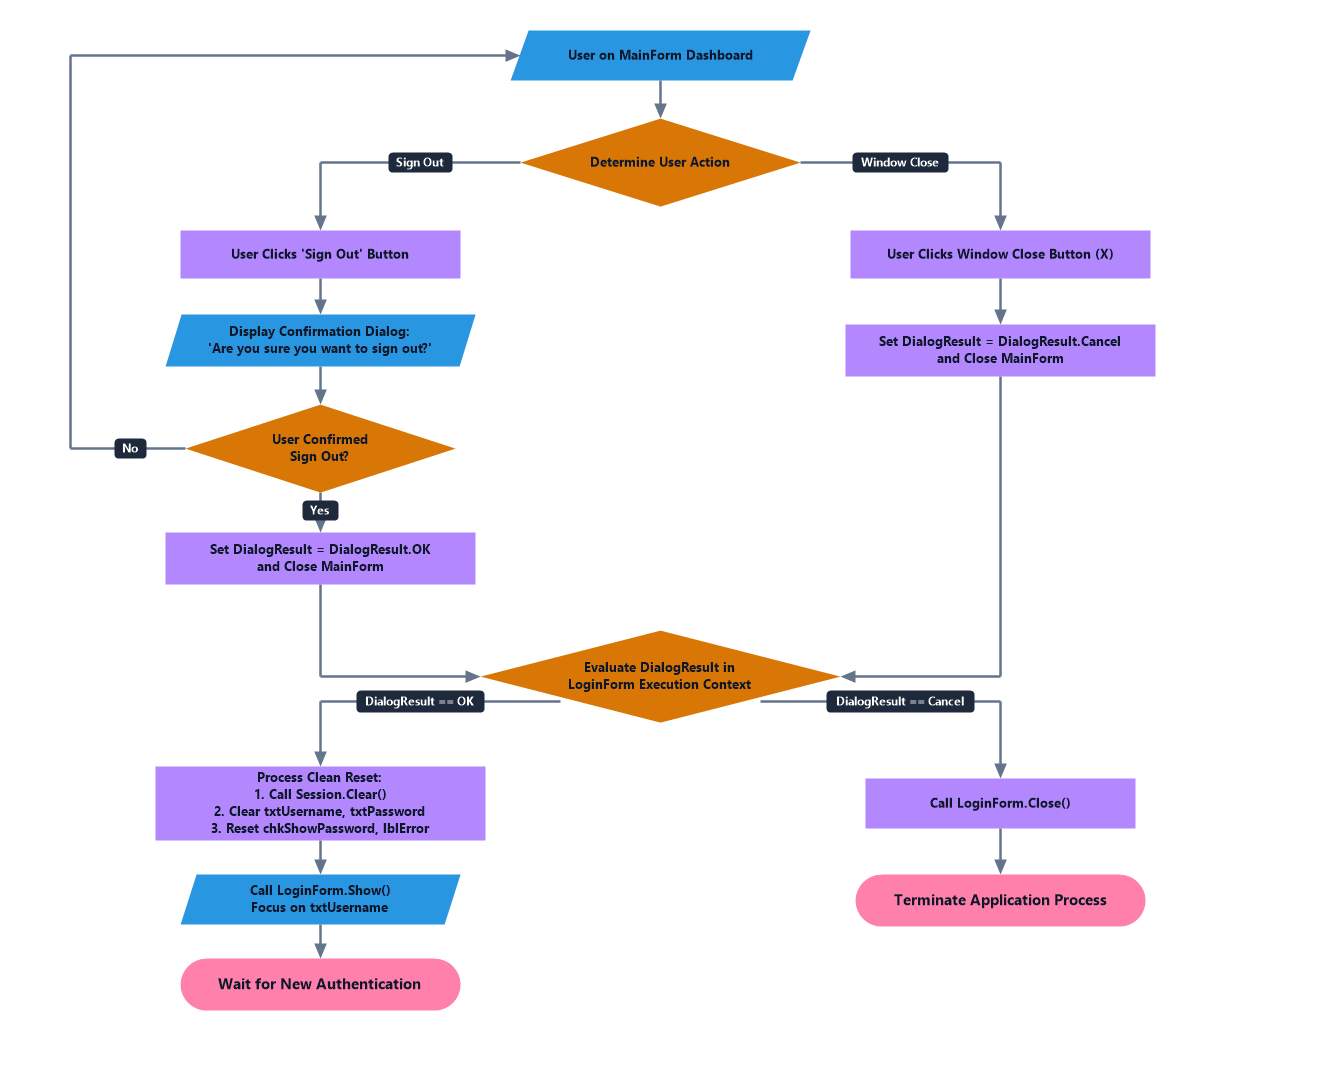 User on MainForm Dashboard
Determine User Action
Sign Out
Window Close
User Clicks 'Sign Out' Button
User Clicks Window Close Button (X)
Display Confirmation Dialog:
'Are you sure you want to sign out?'
Set DialogResult = DialogResult.Cancel
and Close MainForm
User Confirmed
Sign Out?
No
Yes
Set DialogResult = DialogResult.OK
and Close MainForm
Evaluate DialogResult in
LoginForm Execution Context
DialogResult == OK
DialogResult == Cancel
Process Clean Reset:
1. Call Session.Clear()
2. Clear txtUsername, txtPassword
3. Reset chkShowPassword, lblError
Call LoginForm.Close()
Call LoginForm.Show()
Focus on txtUsername
Terminate Application Process
Wait for New Authentication